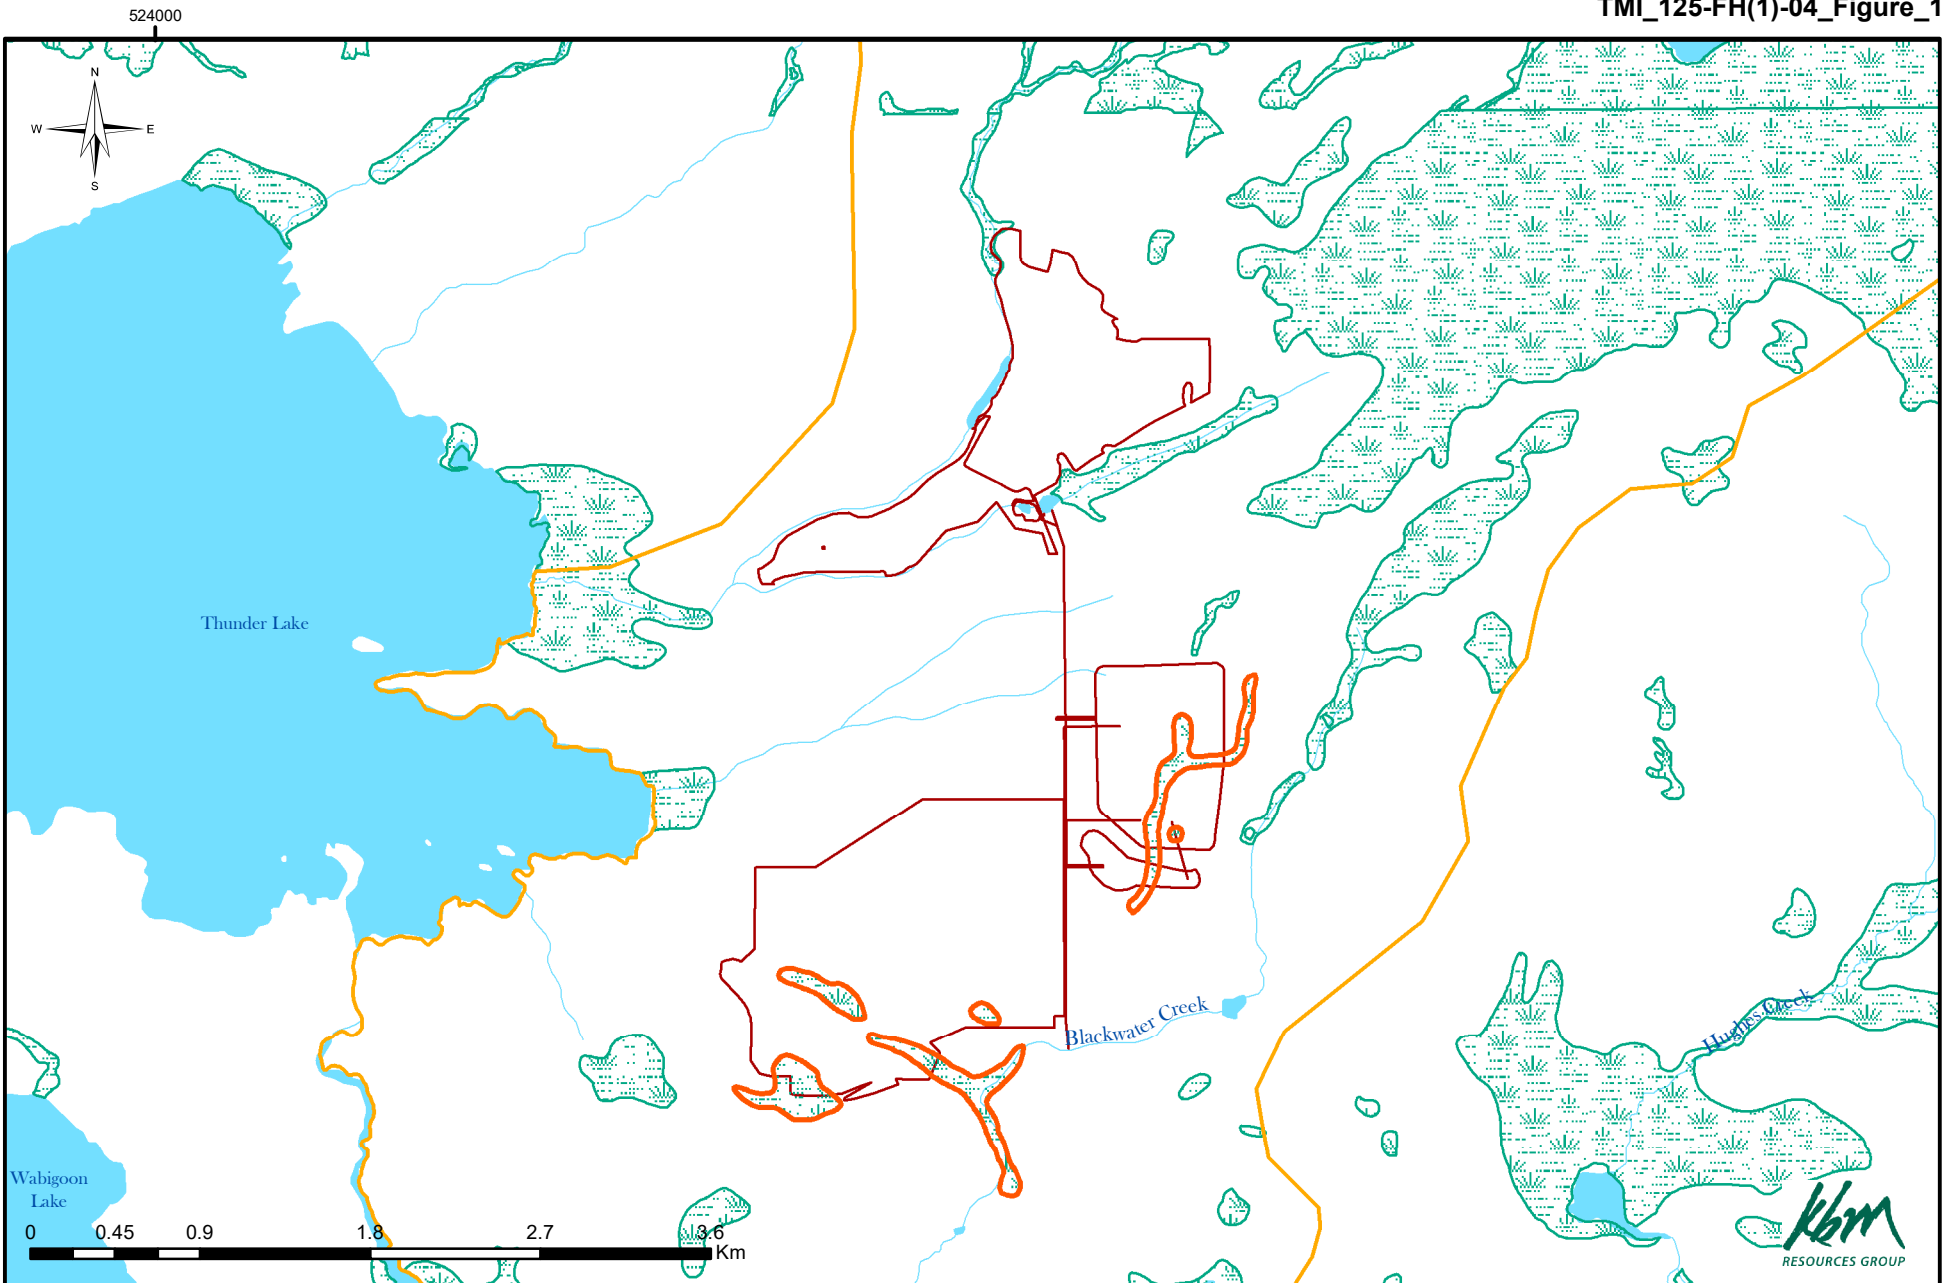 TMI_125-FH(1)-04_Figure_1
524000
N
W E
S
Thunder Lake
Blackwater Creek
Hughes Creek
Wabigoon
Lake
0 0.45 0.9 1.8 2.7 3.6
Km
kbm
RESOURCES GROUP